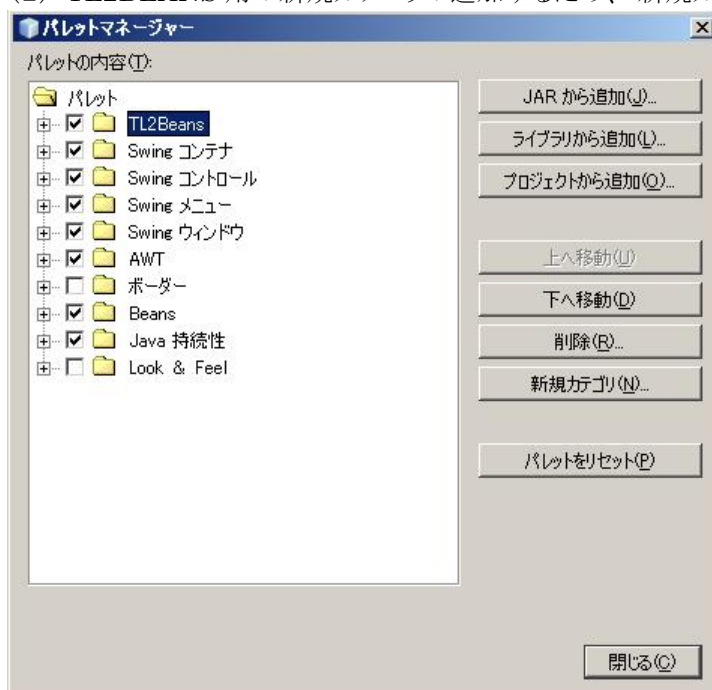 パレットマネージャー
パレットの内容(T):
パレット
TL2Beans
Swing コンテナ
Swing コントロール
Swing メニュー
Swing ウィンドウ
AWT
ボーダー
Beans
Java 持続性
Look & Feel
JAR から追加(J)...
ライブラリから追加(L)...
プロジェクトから追加(O)...
上へ移動(U)
下へ移動(D)
削除(R)...
新規カテゴリ(N)...
パレットをリセット(P)
閉じる(C)